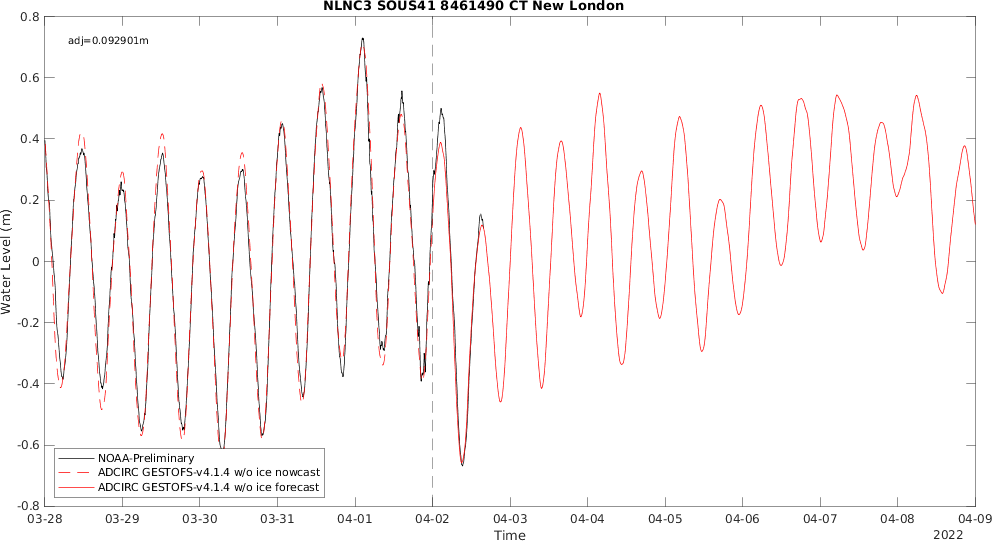 NLNC3 SOUS41 8461490 CT New London
adj=0.092901m
0.8
0.6
0.4
0.2
0
-0.2
-0.4
-0.6
-0.8
Water Level (m)
NOAA-Preliminary
ADCIRC GESTOFS-v4.1.4 w/o ice nowcast
ADCIRC GESTOFS-v4.1.4 w/o ice forecast
03-28 03-29 03-30 03-31 04-01 04-02 04-03 04-04 04-05 04-06 04-07 04-08 04-09
Time
2022